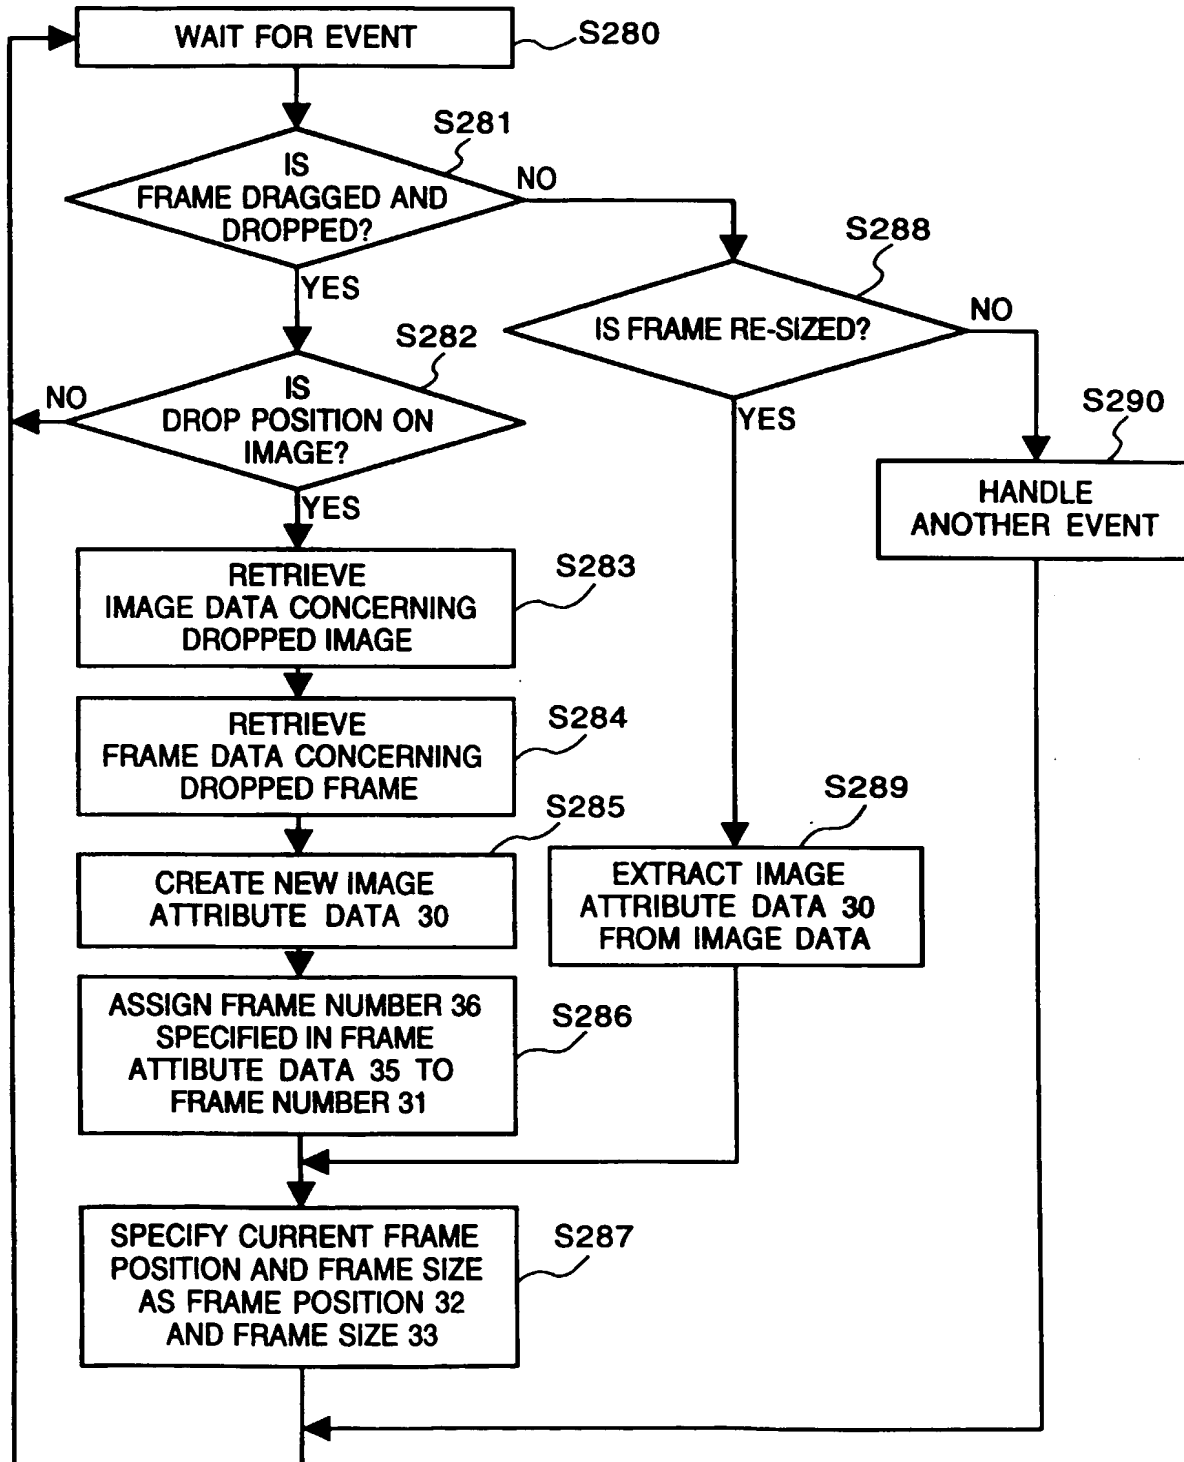 WAIT FOR EVENT
S280
S281
IS
FRAME DRAGGED AND
DROPPED?
NO
YES
S288
IS FRAME RE-SIZED?
NO
YES
S282
IS
DROP POSITION ON
IMAGE?
NO
YES
S290
HANDLE
ANOTHER EVENT
S283
RETRIEVE
IMAGE DATA CONCERNING
DROPPED IMAGE
S284
RETRIEVE
FRAME DATA CONCERNING
DROPPED FRAME
S285
CREATE NEW IMAGE
ATTRIBUTE DATA 30
S289
EXTRACT IMAGE
ATTRIBUTE DATA 30
FROM IMAGE DATA
S286
ASSIGN FRAME NUMBER 36
SPECIFIED IN FRAME
ATTIBUTE DATA 35 TO
FRAME NUMBER 31
S287
SPECIFY CURRENT FRAME
POSITION AND FRAME SIZE
AS FRAME POSITION 32
AND FRAME SIZE 33